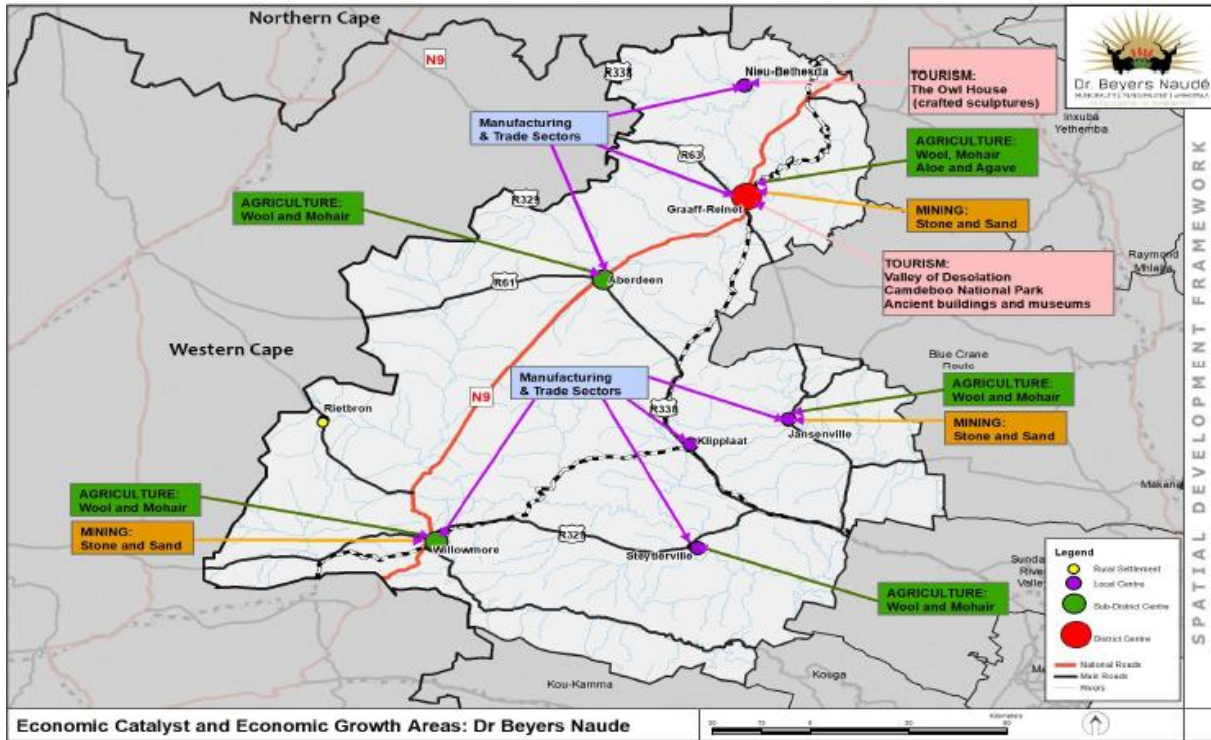 Northern Cape
N9
R338
Nieu-Bethesda
TOURISM:
The Owl House
(crafted sculptures)
Dr. Beyers Naudé
Inxuba
Yethemba
Manufacturing
& Trade Sectors
R63
AGRICULTURE:
Wool, Mohair
Aloe and Agave
AGRICULTURE:
Wool and Mohair
R329
Graaff-Reinet
MINING:
Stone and Sand
TOURISM:
Valley of Desolation
Camdeboo National Park
Ancient buildings and museums
Raymond
Mhlaba
R61
Aberdeen
Western Cape
Blue Crane
Route
Manufacturing
& Trade Sectors
N9
AGRICULTURE:
Wool and Mohair
Rietbron
R338
Jansenville
MINING:
Stone and Sand
Klipplaat
AGRICULTURE:
Wool and Mohair
Makana
MINING:
Stone and Sand
Willowmore
R329
Steytlerville
AGRICULTURE:
Wool and Mohair
Sunda
River
Valley
Legend
Rural Settlement
Local Centre
Sub-District Centre
District Centre
National Roads
Main Roads
Rivers
Kou-Kamma
Kouga
SPATIAL DEVELOPMENT FRAMEWORK
Economic Catalyst and Economic Growth Areas: Dr Beyers Naude
Kilometers